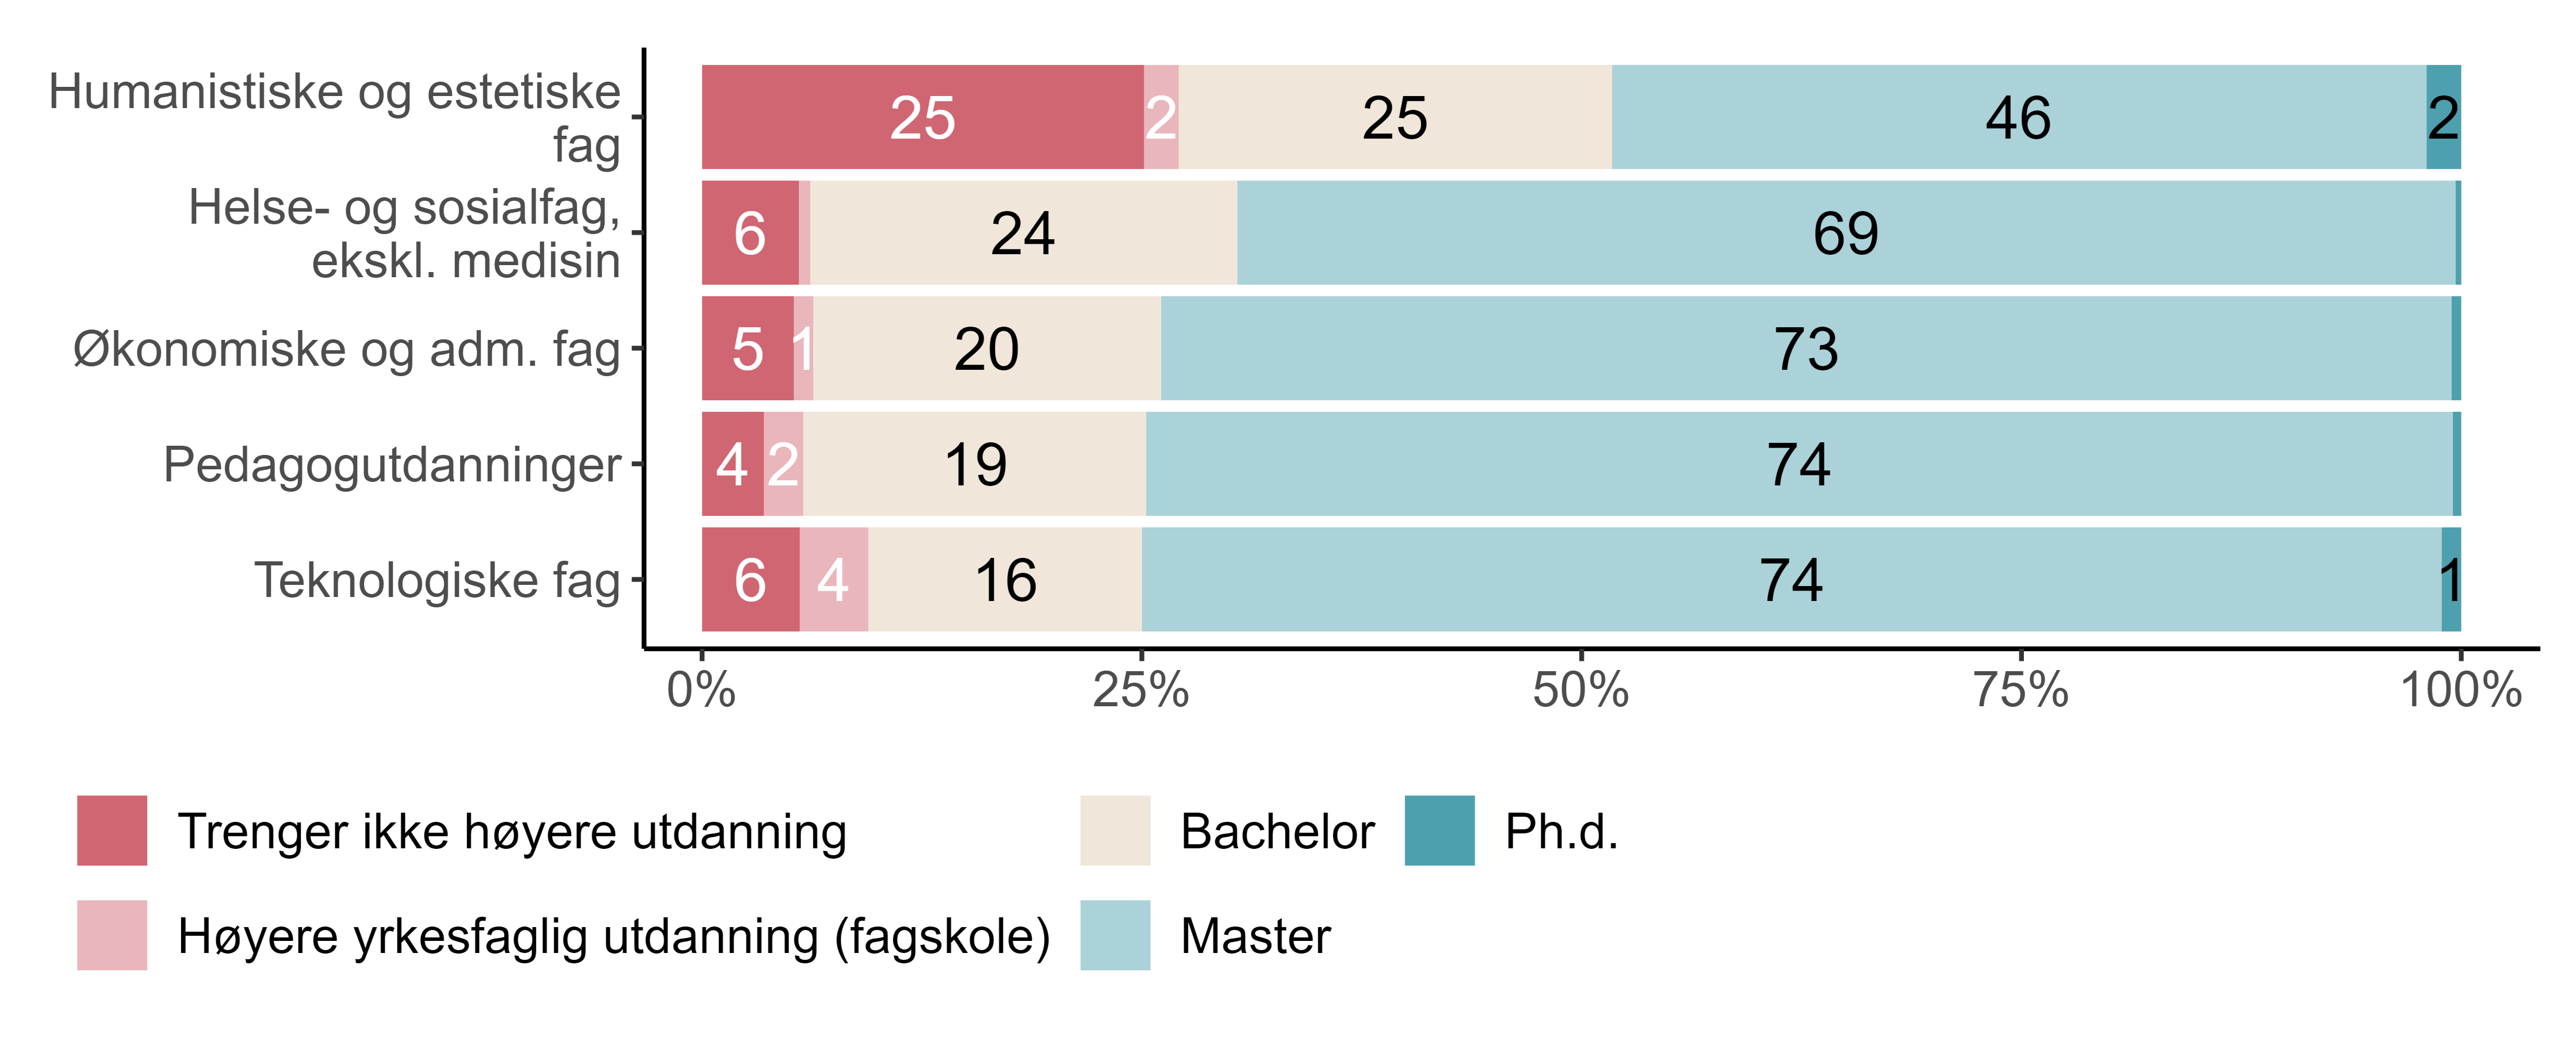 Humanistiske og estetiske
fag
25 2 25 46 2
Helse- og sosialfag,
ekskl. medisin
6 24 69
Økonomiske og adm. fag
5 1 20 73
Pedagogutdanninger
4 2 19 74
Teknologiske fag
6 4 16 74 1
0% 25% 50% 75% 100%
Trenger ikke høyere utdanning
Høyere yrkesfaglig utdanning (fagskole)
Bachelor
Master
Ph.d.